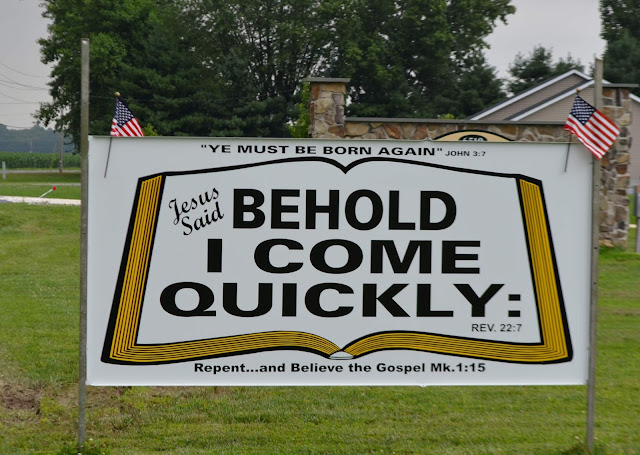 "YE MUST BE BORN AGAIN" JOHN 3:7
Jesus
Said
BEHOLD
I COME
QUICKLY:
REV. 22:7
Repent...and Believe the Gospel Mk.1:15